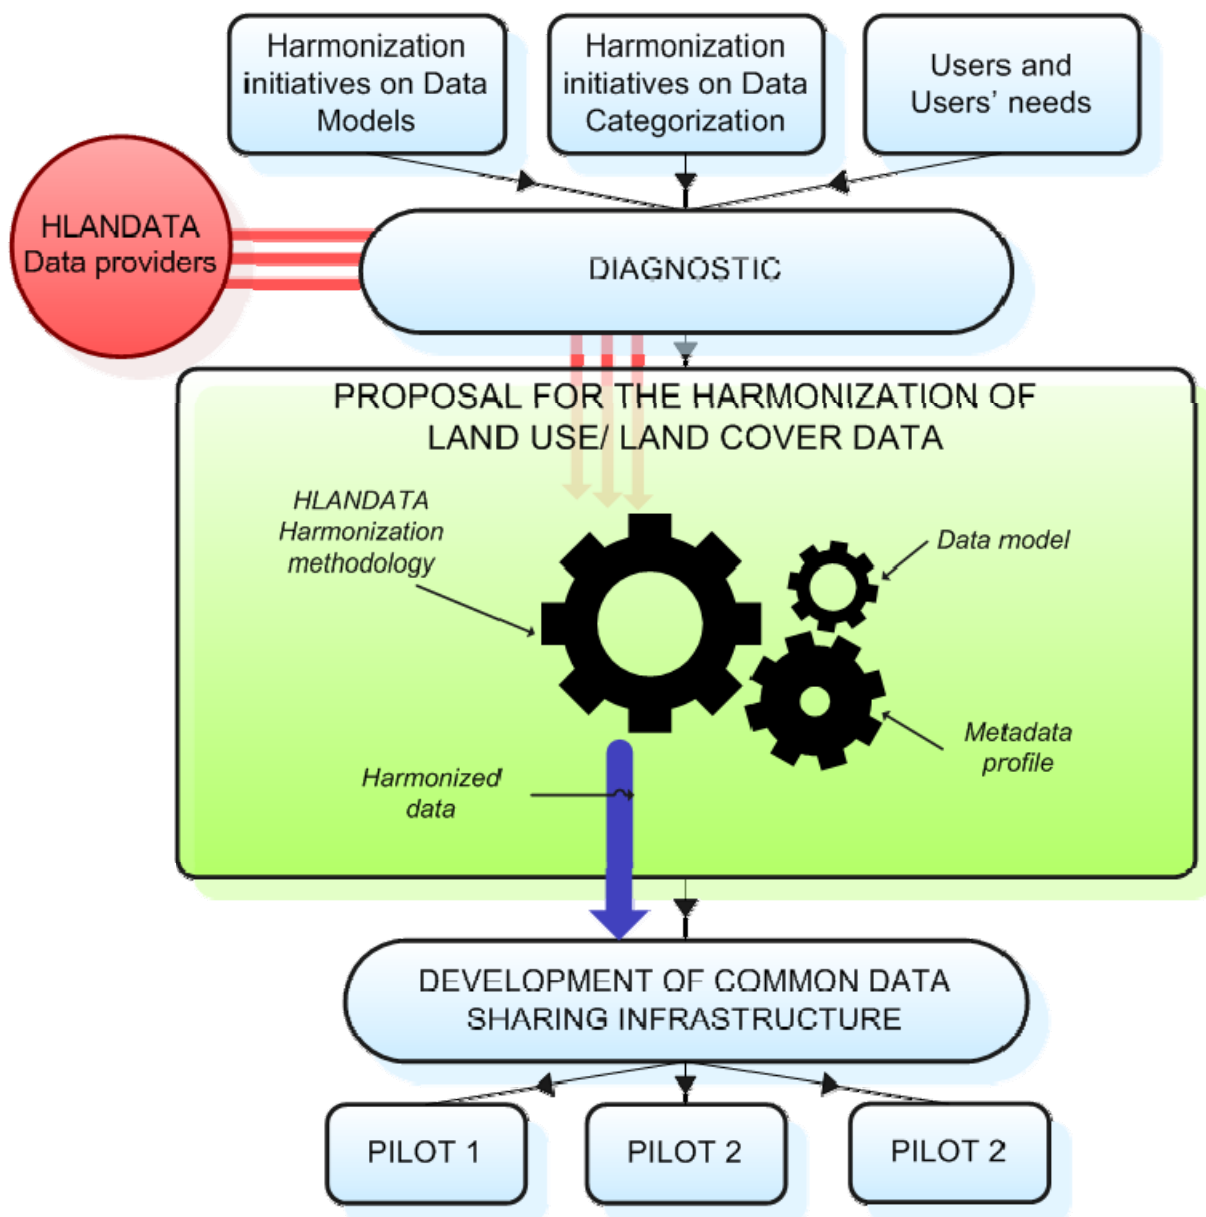 Harmonization
initiatives on Data
Models
Harmonization
initiatives on Data
Categorization
Users and
Users' needs
HLANDATA
Data providers
DIAGNOSTIC
PROPOSAL FOR THE HARMONIZATION OF
LAND USE/ LAND COVER DATA
HLANDATA
Harmonization
methodology
Data model
Metadata
profile
Harmonized
data
DEVELOPMENT OF COMMON DATA
SHARING INFRASTRUCTURE
PILOT 1
PILOT 2
PILOT 2